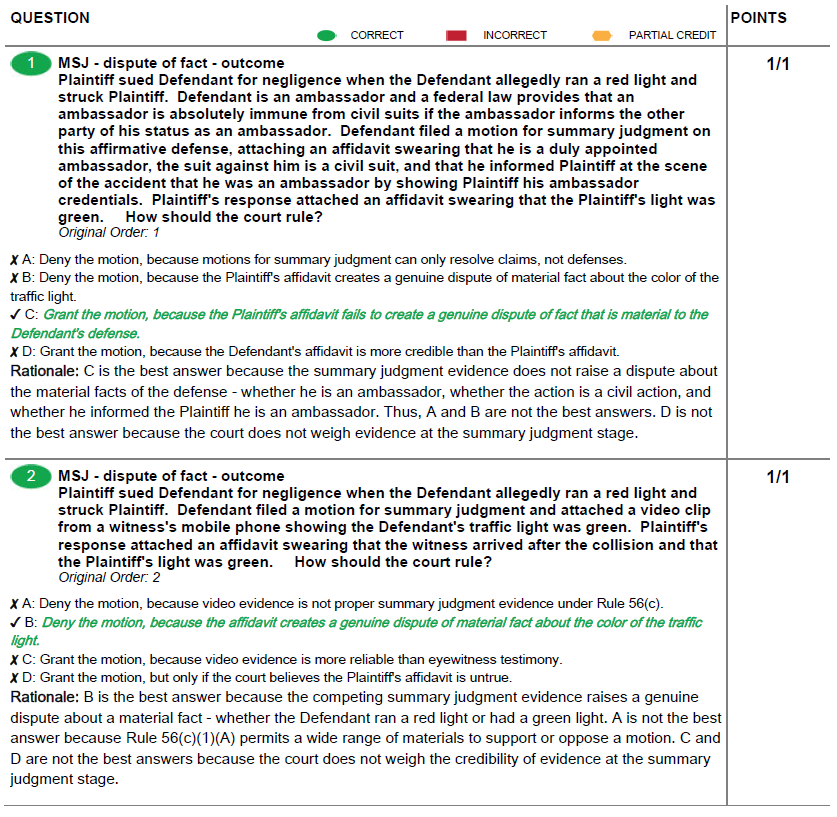 QUESTION
POINTS
CORRECT INCORRECT PARTIAL CREDIT
1 MSJ - dispute of fact - outcome 1/1
Plaintiff sued Defendant for negligence when the Defendant allegedly ran a red light and
struck Plaintiff. Defendant is an ambassador and a federal law provides that an
ambassador is absolutely immune from civil suits if the ambassador informs the other
party of his status as an ambassador. Defendant filed a motion for summary judgment on
this affirmative defense, attaching an affidavit swearing that he is a duly appointed
ambassador, the suit against him is a civil suit, and that he informed Plaintiff at the scene
of the accident that he was an ambassador by showing Plaintiff his ambassador
credentials. Plaintiff's response attached an affidavit swearing that the Plaintiff's light was
green. How should the court rule?
Original Order: 1
✗ A: Deny the motion, because motions for summary judgment can only resolve claims, not defenses.
✗ B: Deny the motion, because the Plaintiff's affidavit creates a genuine dispute of material fact about the color of the
traffic light.
✓ C: Grant the motion, because the Plaintiff's affidavit fails to create a genuine dispute of fact that is material to the
Defendant's defense.
✗ D: Grant the motion, because the Defendant's affidavit is more credible than the Plaintiff's affidavit.
Rationale: C is the best answer because the summary judgment evidence does not raise a dispute about
the material facts of the defense - whether he is an ambassador, whether the action is a civil action, and
whether he informed the Plaintiff he is an ambassador. Thus, A and B are not the best answers. D is not
the best answer because the court does not weigh evidence at the summary judgment stage.
2 MSJ - dispute of fact - outcome 1/1
Plaintiff sued Defendant for negligence when the Defendant allegedly ran a red light and
struck Plaintiff. Defendant filed a motion for summary judgment and attached a video clip
from a witness's mobile phone showing the Defendant's traffic light was green. Plaintiff's
response attached an affidavit swearing that the witness arrived after the collision and that
the Plaintiff's light was green. How should the court rule?
Original Order: 2
✗ A: Deny the motion, because video evidence is not proper summary judgment evidence under Rule 56(c).
✓ B: Deny the motion, because the affidavit creates a genuine dispute of material fact about the color of the traffic
light.
✗ C: Grant the motion, because video evidence is more reliable than eyewitness testimony.
✗ D: Grant the motion, but only if the court believes the Plaintiff's affidavit is untrue.
Rationale: B is the best answer because the competing summary judgment evidence raises a genuine
dispute about a material fact - whether the Defendant ran a red light or had a green light. A is not the best
answer because Rule 56(c)(1)(A) permits a wide range of materials to support or oppose a motion. C and
D are not the best answers because the court does not weigh the credibility of evidence at the summary
judgment stage.